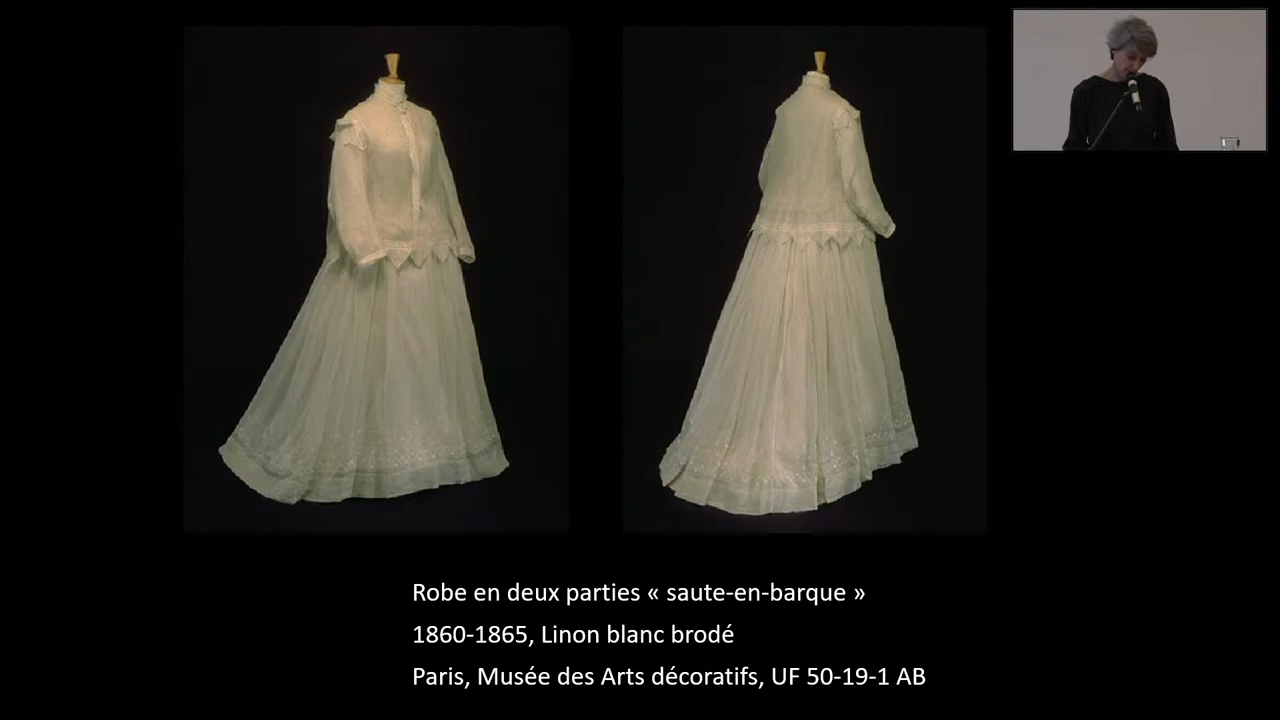 Robe en deux parties « saute-en-barque »
1860-1865, Linon blanc brodé
Paris, Musée des Arts décoratifs, UF 50-19-1 AB